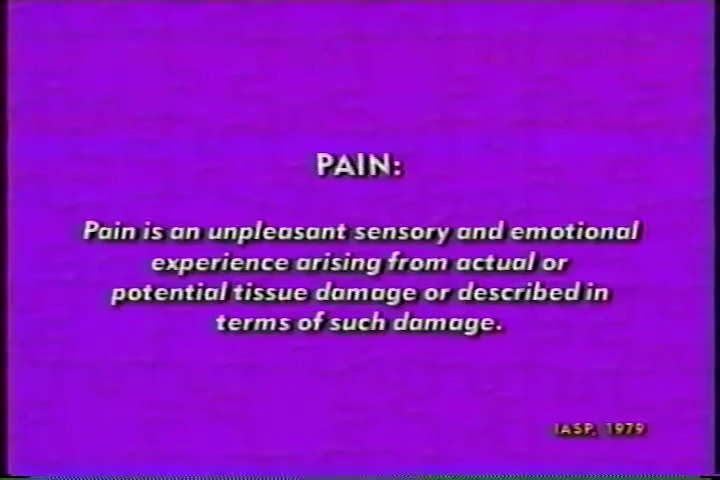 PAIN:
Pain is an unpleasant sensory and emotional
experience arising from actual or
potential tissue damage or described in
terms of such damage.
IASP, 1979